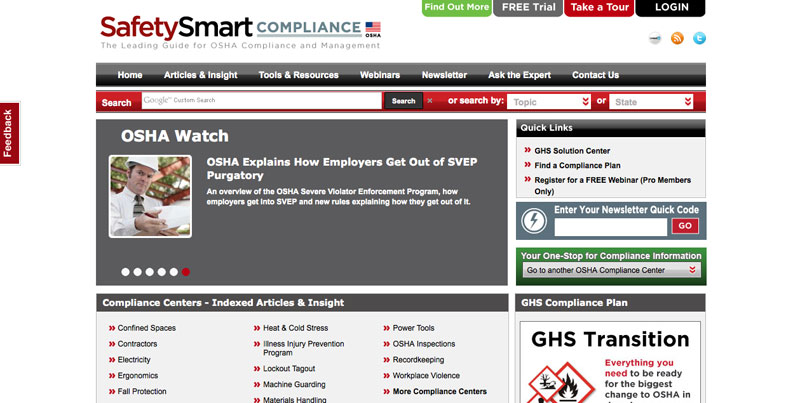 Find Out More
FREE Trial
Take a Tour
LOGIN
SafetySmart COMPLIANCE
OSHA
The Leading Guide for OSHA Compliance and Management
Home
Articles & Insight
Tools & Resources
Webinars
Newsletter
Ask the Expert
Contact Us
Feedback
Search
Google™ Custom Search
Search
or search by:
Topic
or
State
OSHA Watch
OSHA Explains How Employers Get Out of SVEP
Purgatory
An overview of the OSHA Severe Violator Enforcement Program, how
employers get into SVEP and new rules explaining how they get out of it.
Quick Links
GHS Solution Center
Find a Compliance Plan
Register for a FREE Webinar (Pro Members
Only)
Enter Your Newsletter Quick Code
GO
Your One-Stop for Compliance Information
Go to another OSHA Compliance Center
Compliance Centers - Indexed Articles & Insight
Confined Spaces
Contractors
Electricity
Ergonomics
Fall Protection
Heat & Cold Stress
Illness Injury Prevention
Program
Lockout Tagout
Machine Guarding
Materials Handling
Power Tools
OSHA Inspections
Recordkeeping
Workplace Violence
More Compliance Centers
GHS Compliance Plan
GHS Transition
Everything you
need to be ready
for the biggest
change to OSHA in